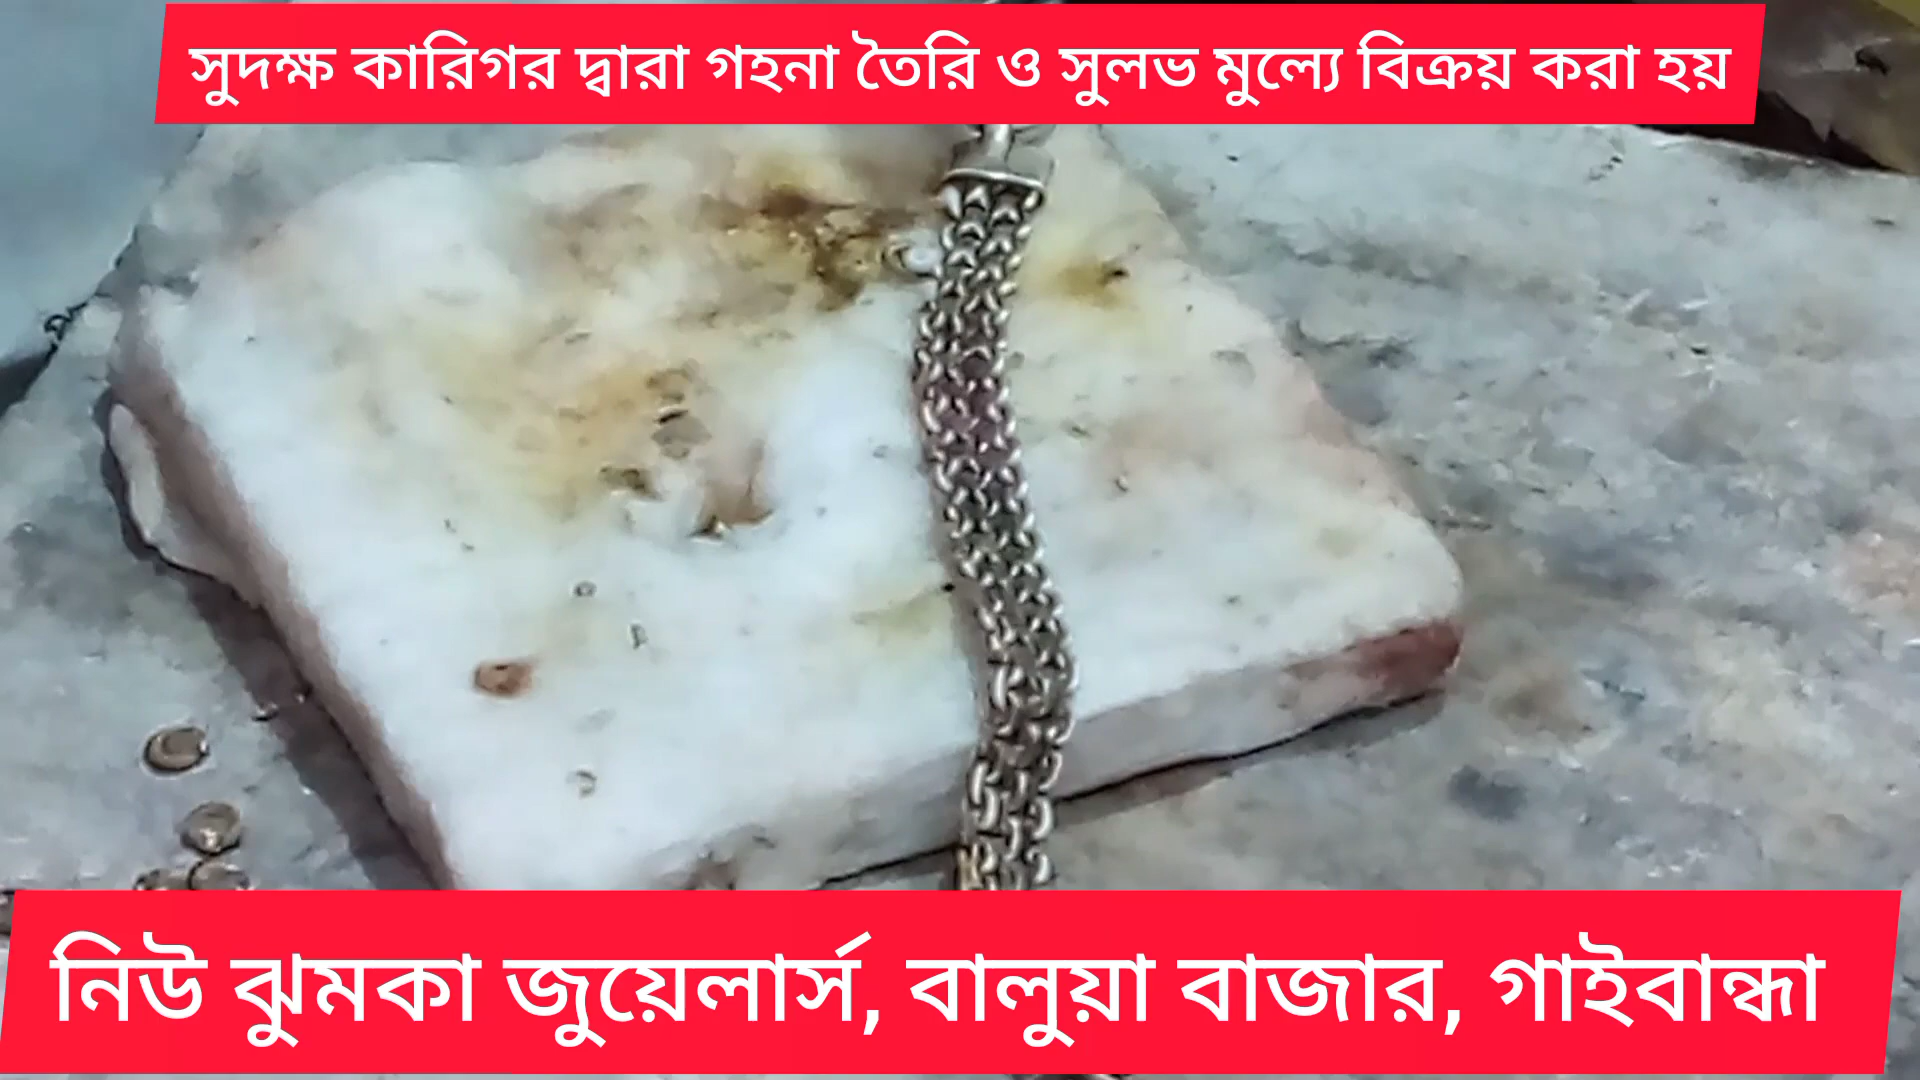 সুদক্ষ কারিগর দ্বারা গহনা তৈরি ও সুলভ মুল্যে বিক্রয় করা হয়
নিউ ঝুমকা জুয়েলার্স, বালুয়া বাজার, গাইবান্ধা